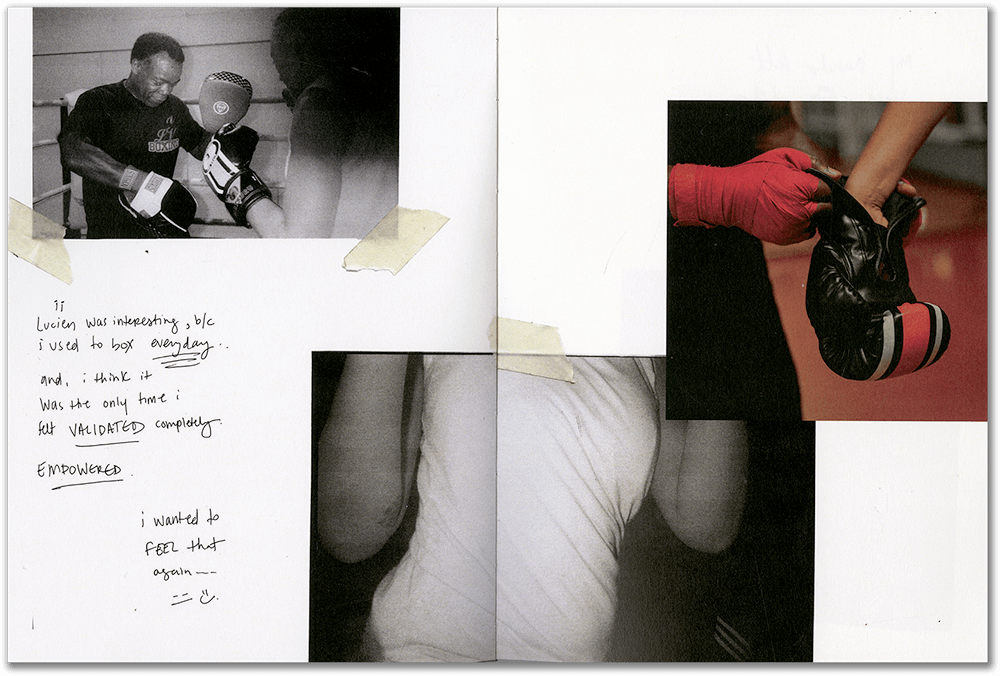 BOXING
Lucien was interesting, b/c
i used to box everyday..
and, i think it
was the only time i
felt VALIDATED completely.
EMPOWERED.
i wanted to
FEEL that
again——